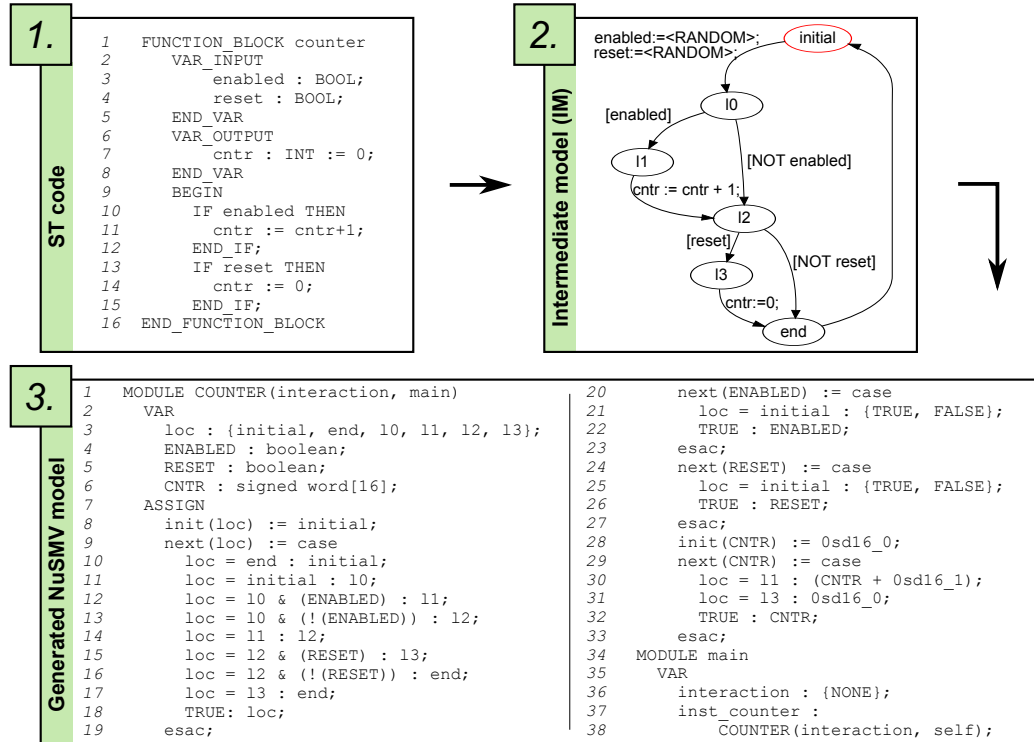 1.
ST code
1 FUNCTION_BLOCK counter
2 VAR_INPUT
3 enabled : BOOL;
4 reset : BOOL;
5 END_VAR
6 VAR_OUTPUT
7 cntr : INT := 0;
8 END_VAR
9 BEGIN
10 IF enabled THEN
11 cntr := cntr+1;
12 END_IF;
13 IF reset THEN
14 cntr := 0;
15 END_IF;
16 END_FUNCTION_BLOCK
2.
Intermediate model (IM)
enabled:=<RANDOM>;
reset:=<RANDOM>;
initial
l0
[enabled]
l1
[NOT enabled]
cntr := cntr + 1;
l2
[reset]
l3
[NOT reset]
cntr:=0;
end
3.
Generated NuSMV model
1 MODULE COUNTER(interaction, main)
2 VAR
3 loc : {initial, end, l0, l1, l2, l3};
4 ENABLED : boolean;
5 RESET : boolean;
6 CNTR : signed word[16];
7 ASSIGN
8 init(loc) := initial;
9 next(loc) := case
10 loc = end : initial;
11 loc = initial : l0;
12 loc = l0 & (ENABLED) : l1;
13 loc = l0 & (!(ENABLED)) : l2;
14 loc = l1 : l2;
15 loc = l2 & (RESET) : l3;
16 loc = l2 & (!(RESET)) : end;
17 loc = l3 : end;
18 TRUE: loc;
19 esac;
20 next(ENABLED) := case
21 loc = initial : {TRUE, FALSE};
22 TRUE : ENABLED;
23 esac;
24 next(RESET) := case
25 loc = initial : {TRUE, FALSE};
26 TRUE : RESET;
27 esac;
28 init(CNTR) := 0sd16_0;
29 next(CNTR) := case
30 loc = l1 : (CNTR + 0sd16_1);
31 loc = l3 : 0sd16_0;
32 TRUE : CNTR;
33 esac;
34 MODULE main
35 VAR
36 interaction : {NONE};
37 inst_counter :
38 COUNTER(interaction, self);